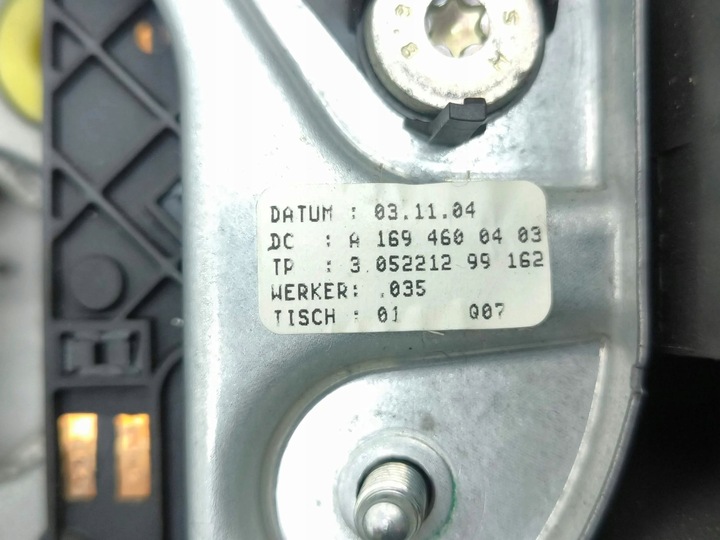 DATUM : 03.11.04
DC : A 169 460 04 03
TP : 3.052212 99 162
WERKER: .035
TISCH : 01 Q07